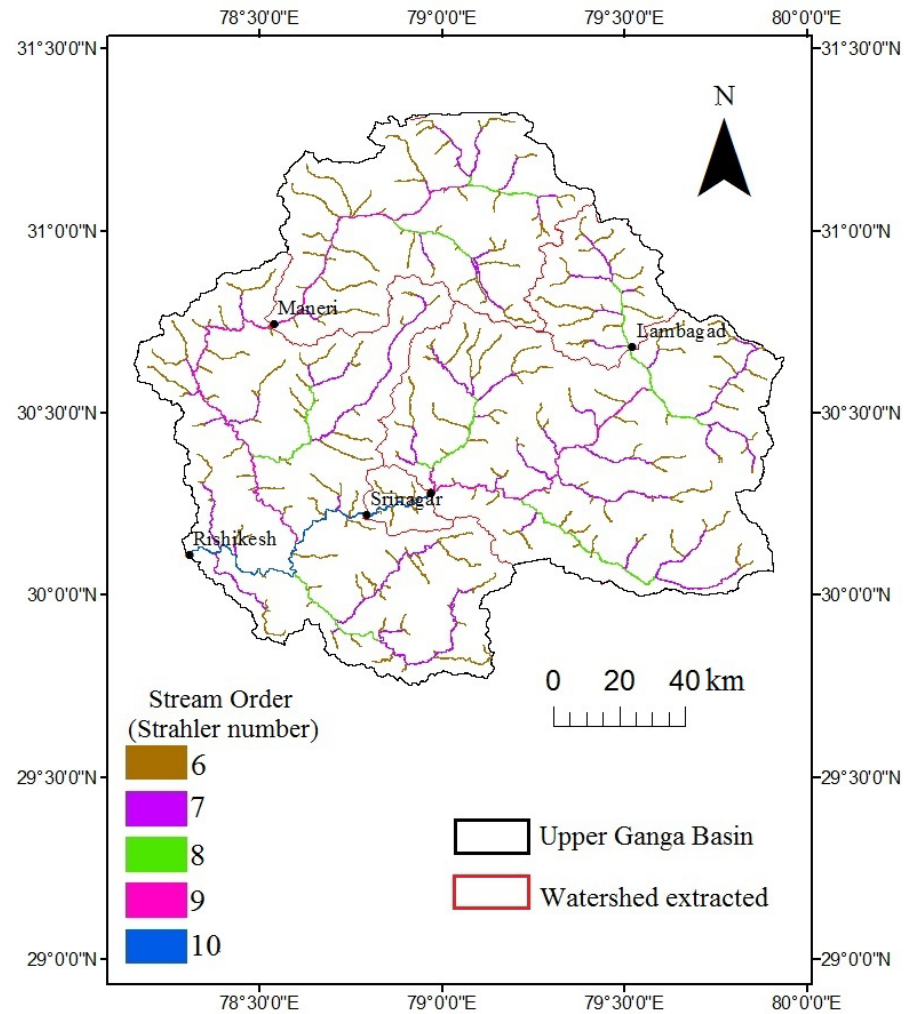 78°30'0"E 79°0'0"E 79°30'0"E 80°0'0"E
31°30'0"N 31°30'0"N
N
31°0'0"N 31°0'0"N
Maneri
Lambagad
30°30'0"N 30°30'0"N
Srinagar
Rishikesh
30°0'0"N 30°0'0"N
0 20 40 km
Stream Order
(Strahler number)
6
29°30'0"N 29°30'0"N
7
Upper Ganga Basin
8
9
Watershed extracted
10
29°0'0"N 29°0'0"N
78°30'0"E 79°0'0"E 79°30'0"E 80°0'0"E